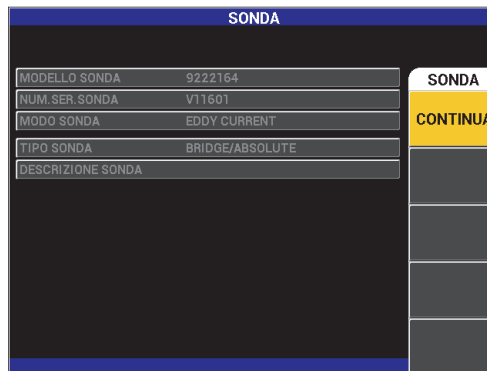 SONDA
MODELLO SONDA 9222164
NUM.SER.SONDA V11601
MODO SONDA EDDY CURRENT
TIPO SONDA BRIDGE/ABSOLUTE
DESCRIZIONE SONDA
SONDA
CONTINUA